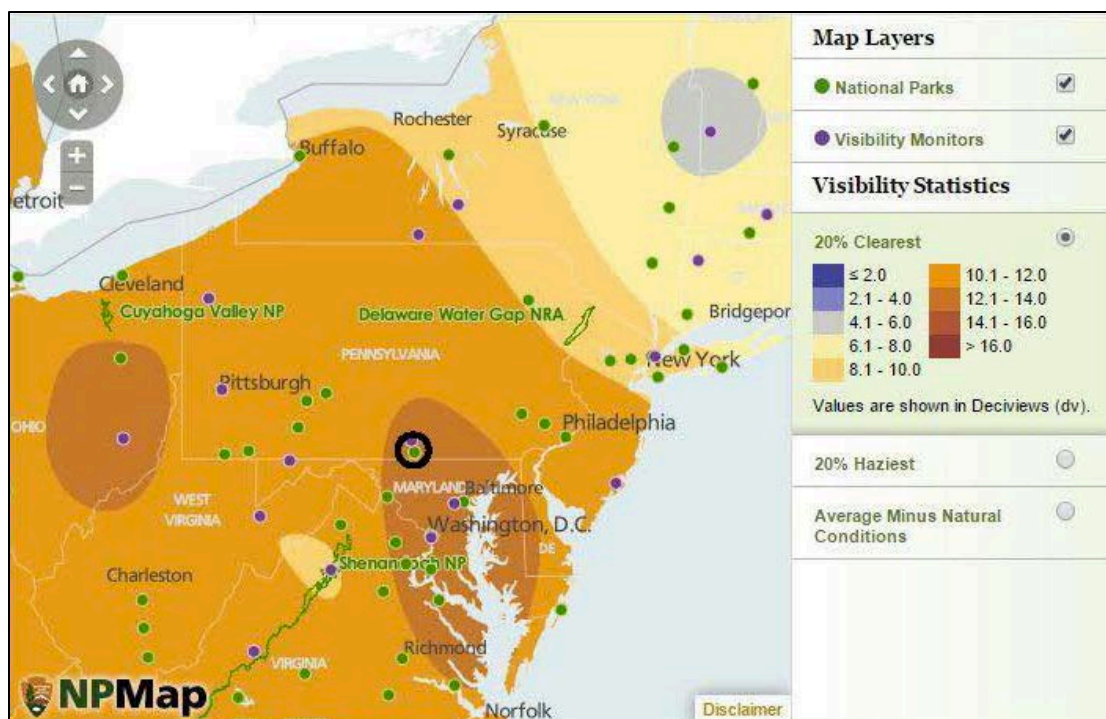 Rochester
Syracuse
NEW YORK
Buffalo
etroit
Cleveland
Cuyahoga Valley NP
Delaware Water Gap NRA
Bridgepor
PENNSYLVANIA
New York
Pittsburgh
Philadelphia
OHIO
MARYLAND
Baltimore
WEST
VIRGINIA
Washington, D.C.
DE
Shenandoah NP
Charleston
Richmond
VIRGINIA
NPMap
Norfolk
Disclaimer
Map Layers
National Parks
Visibility Monitors
Visibility Statistics
20% Clearest
≤ 2.0
10.1 - 12.0
2.1 - 4.0
12.1 - 14.0
4.1 - 6.0
14.1 - 16.0
6.1 - 8.0
> 16.0
8.1 - 10.0
Values are shown in Deciviews (dv).
20% Haziest
Average Minus Natural
Conditions